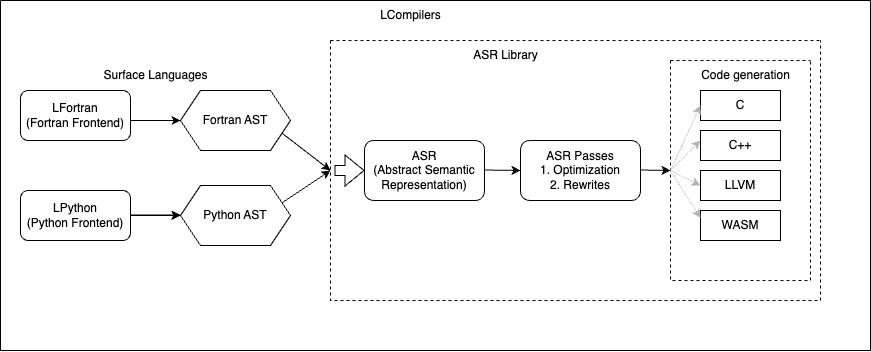 LCompilers
ASR Library
Surface Languages
Code generation
LFortran
(Fortran Frontend)
Fortran AST
LPython
(Python Frontend)
Python AST
ASR
(Abstract Semantic
Representation)
ASR Passes
1. Optimization
2. Rewrites
C
C++
LLVM
WASM